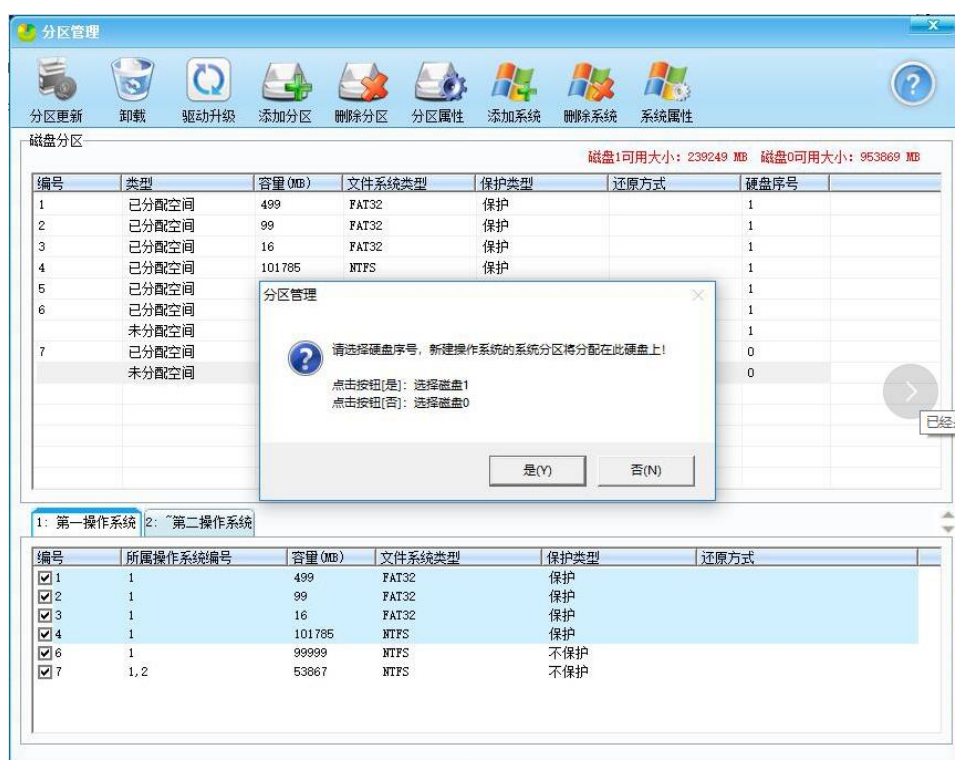 分区管理
X
分区更新 卸载 驱动升级 添加分区 删除分区 分区属性 添加系统 删除系统 系统属性
?
磁盘分区
磁盘1可用大小: 239249 MB 磁盘0可用大小: 953869 MB
编号 类型 容量(MB) 文件系统类型 保护类型 还原方式 硬盘序号
1 已分配空间 499 FAT32 保护 1
2 已分配空间 99 FAT32 保护 1
3 已分配空间 16 FAT32 保护 1
4 已分配空间 101785 NTFS 保护 1
5 已分配空间 1
6 已分配空间 1
未分配空间 1
7 已分配空间 0
未分配空间 0
分区管理
请选择硬盘序号, 新建操作系统的系统分区将分配在此硬盘上!
点击按钮[是]: 选择磁盘1
点击按钮[否]: 选择磁盘0
是(Y) 否(N)
已经
1: 第一操作系统 2: ~第二操作系统
编号 所属操作系统编号 容量(MB) 文件系统类型 保护类型 还原方式
1 1 499 FAT32 保护
2 1 99 FAT32 保护
3 1 16 FAT32 保护
4 1 101785 NTFS 保护
6 1 99999 NTFS 不保护
7 1,2 53867 NTFS 不保护